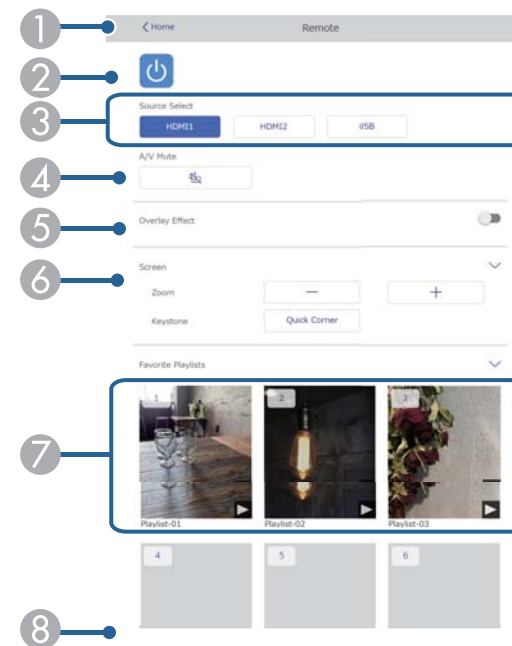 1
Home
Remote
2
3
Source Select
HDMI1
HDMI2
USB
4
A/V Mute
5
Overlay Effect
6
Screen
Zoom
Keystone
Quick Corner
Favorite Playlists
7
1
2
3
Playlist-01
Playlist-02
Playlist-03
4
5
6
8